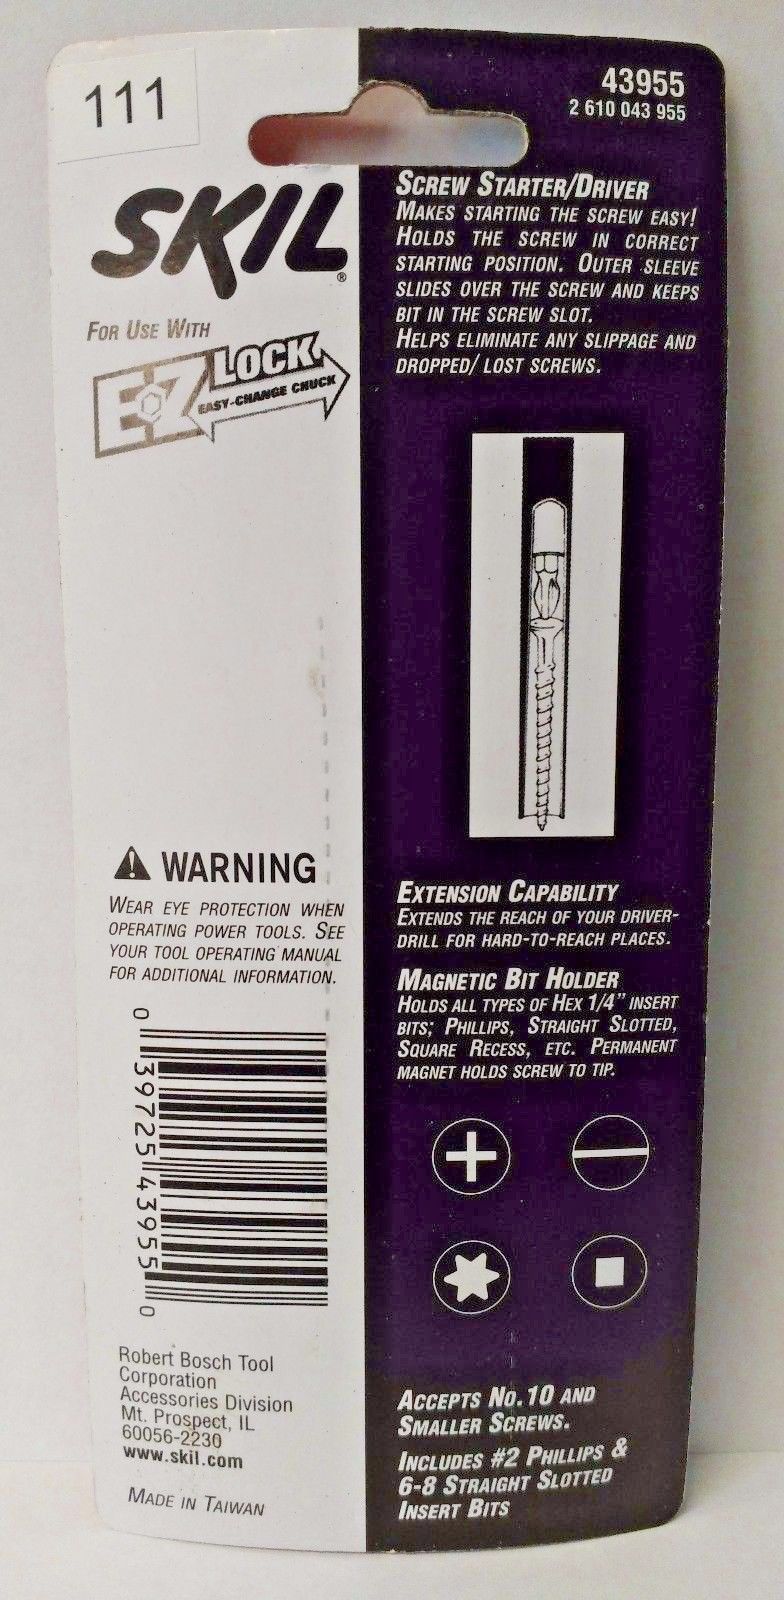 111
SKIL®
FOR USE WITH
E-Z LOCK
EASY-CHANGE CHUCK
⚠ WARNING
WEAR EYE PROTECTION WHEN
OPERATING POWER TOOLS. SEE
YOUR TOOL OPERATING MANUAL
FOR ADDITIONAL INFORMATION.
0 39725 43955 0
Robert Bosch Tool
Corporation
Accessories Division
Mt. Prospect, IL
60056-2230
www.skil.com
MADE IN TAIWAN
43955
2 610 043 955
SCREW STARTER/DRIVER
MAKES STARTING THE SCREW EASY!
HOLDS THE SCREW IN CORRECT
STARTING POSITION. OUTER SLEEVE
SLIDES OVER THE SCREW AND KEEPS
BIT IN THE SCREW SLOT.
HELPS ELIMINATE ANY SLIPPAGE AND
DROPPED/ LOST SCREWS.
EXTENSION CAPABILITY
EXTENDS THE REACH OF YOUR DRIVER-
DRILL FOR HARD-TO-REACH PLACES.
MAGNETIC BIT HOLDER
HOLDS ALL TYPES OF HEX 1/4" INSERT
BITS; PHILLIPS, STRAIGHT SLOTTED,
SQUARE RECESS, ETC. PERMANENT
MAGNET HOLDS SCREW TO TIP.
ACCEPTS NO. 10 AND
SMALLER SCREWS.
INCLUDES #2 PHILLIPS &
6-8 STRAIGHT SLOTTED
INSERT BITS